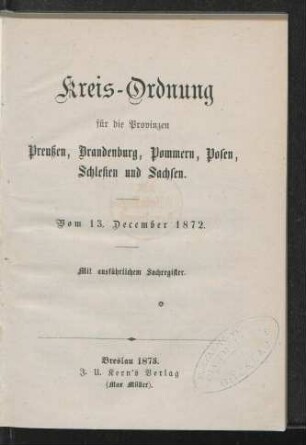 Kreis-Ordnung
für die Provinzen
Preußen, Brandenburg, Pommern, Posen,
Schlesien und Sachsen.
Vom 13. December 1872.
Mit ausführlichem Sachregister.
Breslau 1873.
J. U. Kern's Verlag
(Max Müller).